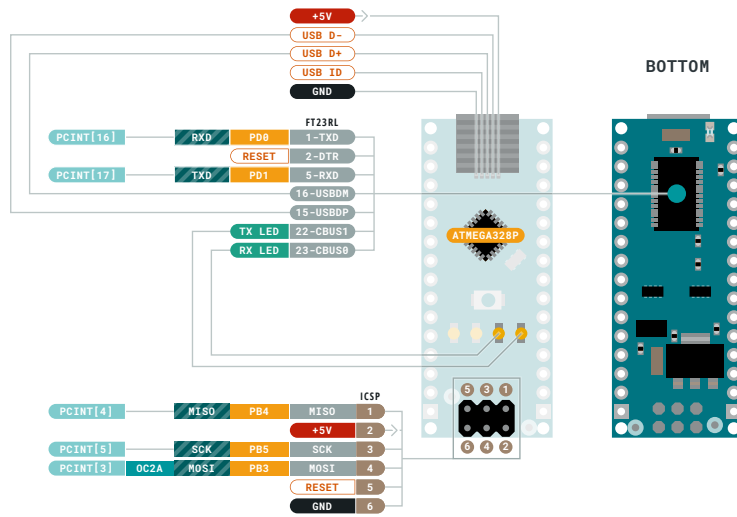 +5V
USB D-
USB D+
USB ID
GND
BOTTOM
FT23RL
PCINT[16] RXD PD0 1-TXD
RESET 2-DTR
PCINT[17] TXD PD1 5-RXD
16-USBDM
15-USBDP
TX LED 22-CBUS1
RX LED 23-CBUS0
ATMEGA328P
ICSP
5 3 1
6 4 2
PCINT[4] MISO PB4 MISO 1
+5V 2
PCINT[5] SCK PB5 SCK 3
PCINT[3] OC2A MOSI PB3 MOSI 4
RESET 5
GND 6